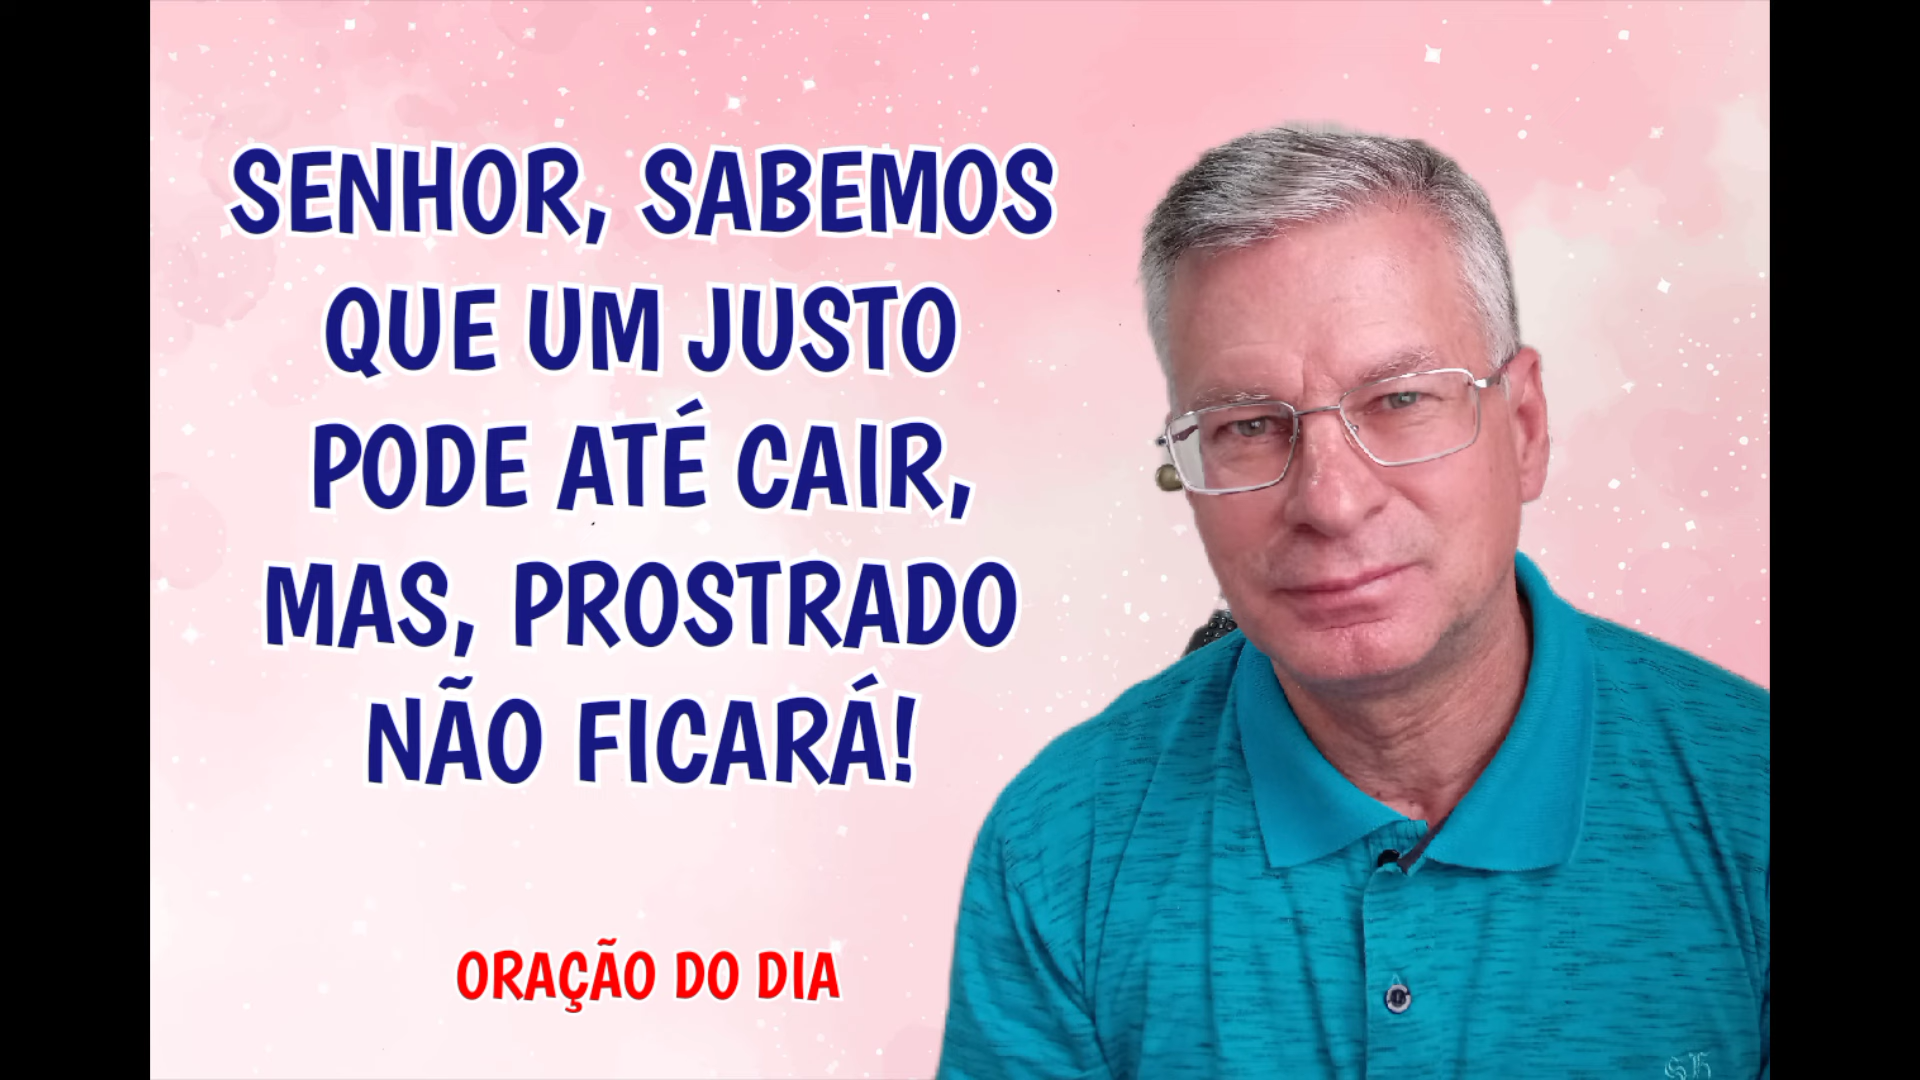 SENHOR, SABEMOS
QUE UM JUSTO
PODE ATÉ CAIR,
MAS, PROSTRADO
NÃO FICARÁ!
ORAÇÃO DO DIA